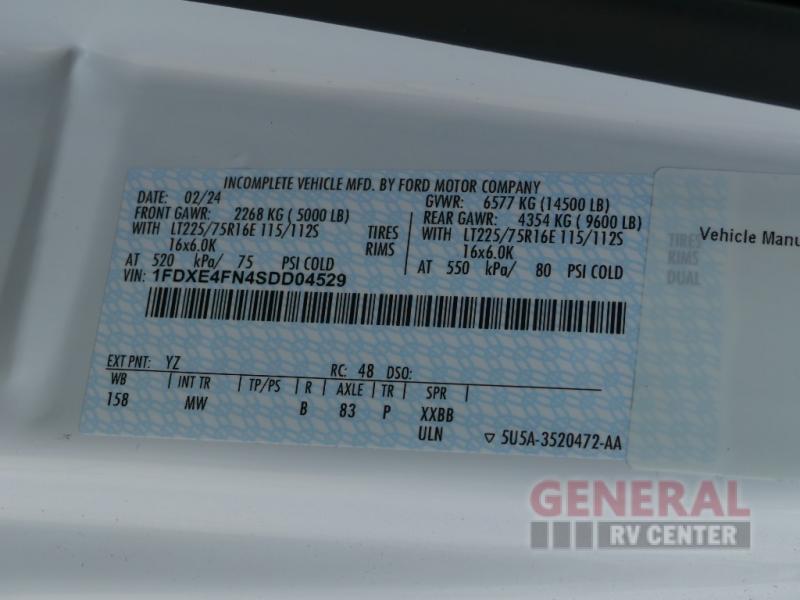 INCOMPLETE VEHICLE MFD. BY FORD MOTOR COMPANY
DATE: 02/24 GVWR: 6577 KG (14500 LB)
FRONT GAWR: 2268 KG ( 5000 LB) REAR GAWR: 4354 KG ( 9600 LB)
WITH LT225/75R16E 115/112S TIRES WITH LT225/75R16E 115/112S TIRES
16x6.0K RIMS 16x6.0K RIMS
AT 520 kPa/ 75 PSI COLD AT 550 kPa/ 80 PSI COLD DUAL
VIN: 1FDXE4FN4SDD04529
EXT PNT: YZ RC: 48 DSO:
WB INT TR TP/PS R AXLE TR SPR
158 MW B 83 P XXBB
ULN ▽ 5U5A-3520472-AA
Vehicle Manu
GENERAL
RV CENTER